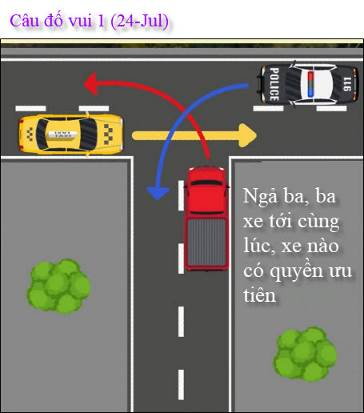 Câu đố vui 1 (24-Jul)
POLICE
911
TAXI
Ngả ba, ba
xe tới cùng
lúc, xe nào
có quyền ưu
tiên